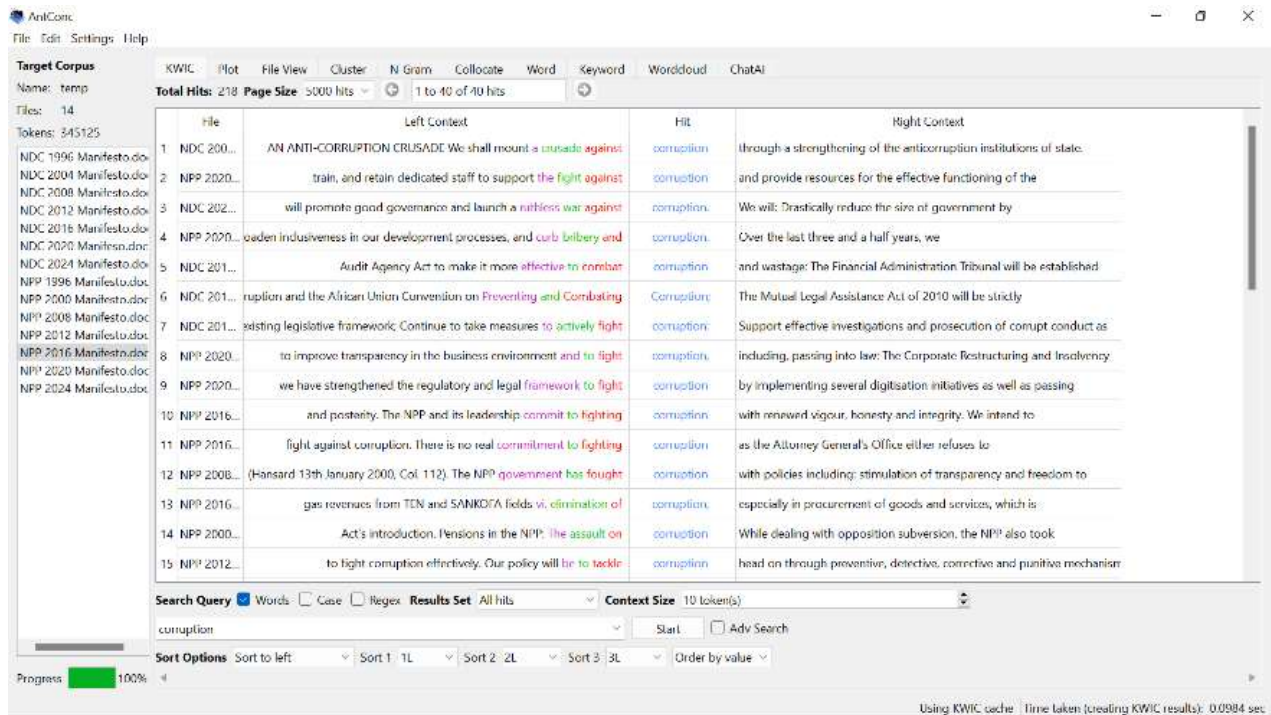 AntConc
File Edit Settings Help
Target Corpus
Name: temp
Files: 14
Tokens: 345125
NDC 1996 Manifesto.do
NDC 2004 Manifesto.do
NDC 2008 Manifesto.do
NDC 2012 Manifesto.do
NDC 2016 Manifesto.do
NDC 2020 Manifeso.doc
NDC 2024 Manifesto.do
NPP 1996 Manifesto.doc
NPP 2000 Manifesto.doc
NPP 2008 Manifesto.doc
NPP 2012 Manifesto.doc
NPP 2016 Manifesto.doc
NPP 2020 Manifesto.doc
NPP 2024 Manifesto.doc
Progress 100%
KWIC Plot File View Cluster N-Gram Collocate Word Keyword Wordcloud ChatAI
Total Hits: 218 Page Size 5000 hits 1 to 40 of 40 hits
File Left Context Hit Right Context
1 NDC 200... AN ANTI-CORRUPTION CRUSADE We shall mount a crusade against corruption through a strengthening of the anticorruption institutions of state.
2 NPP 2020... train, and retain dedicated staff to support the fight against corruption and provide resources for the effective functioning of the
3 NDC 202... will promote good governance and launch a ruthless war against corruption. We will: Drastically reduce the size of government by
4 NPP 2020... oaden indusiveness in our development processes, and curb bribery and corruption. Over the last three and a half years, we
5 NDC 201... Audit Agency Act to make it more effective to combat corruption and wastage: The Financial Administration Tribunal will be established
6 NDC 201... ruption and the African Union Convention on Preventing and Combating Corruption; The Mutual Legal Assistance Act of 2010 will be strictly
7 NDC 201... existing legislative framework; Continue to take measures to actively fight corruption; Support effective investigations and prosecution of corrupt conduct as
8 NPP 2020... to improve transparency in the business environment and to fight corruption, including, passing into law: The Corporate Restructuring and Insolvency
9 NPP 2020... we have strengthened the regulatory and legal framework to fight corruption by implementing several digitisation initiatives as well as passing
10 NPP 2016... and posterity. The NPP and its leadership commit to fighting corruption with renewed vigour, honesty and integrity. We intend to
11 NPP 2016... fight against corruption. There is no real commitment to fighting corruption as the Attorney General's Office either refuses to
12 NPP 2008... (Hansard 13th January 2000, Col. 112). The NPP government has fought corruption with policies including: stimulation of transparency and freedom to
13 NPP 2016... gas revenues from TEN and SANKOFA fields vi. elimination of corruption, especially in procurement of goods and services, which is
14 NPP 2000... Act's introduction. Pensions in the NPP: The assault on corruption While dealing with opposition subversion, the NPP also took
15 NPP 2012... to fight corruption effectively. Our policy will be to tackle corruption head on through preventive, detective, corrective and punitive mechanism
Search Query Words Case Regex Results Set All hits Context Size 10 token(s)
corruption Start Adv Search
Sort Options Sort to left Sort 1 1L Sort 2 2L Sort 3 3L Order by value
Using KWIC cache Time taken (creating KWIC results): 0.0984 sec